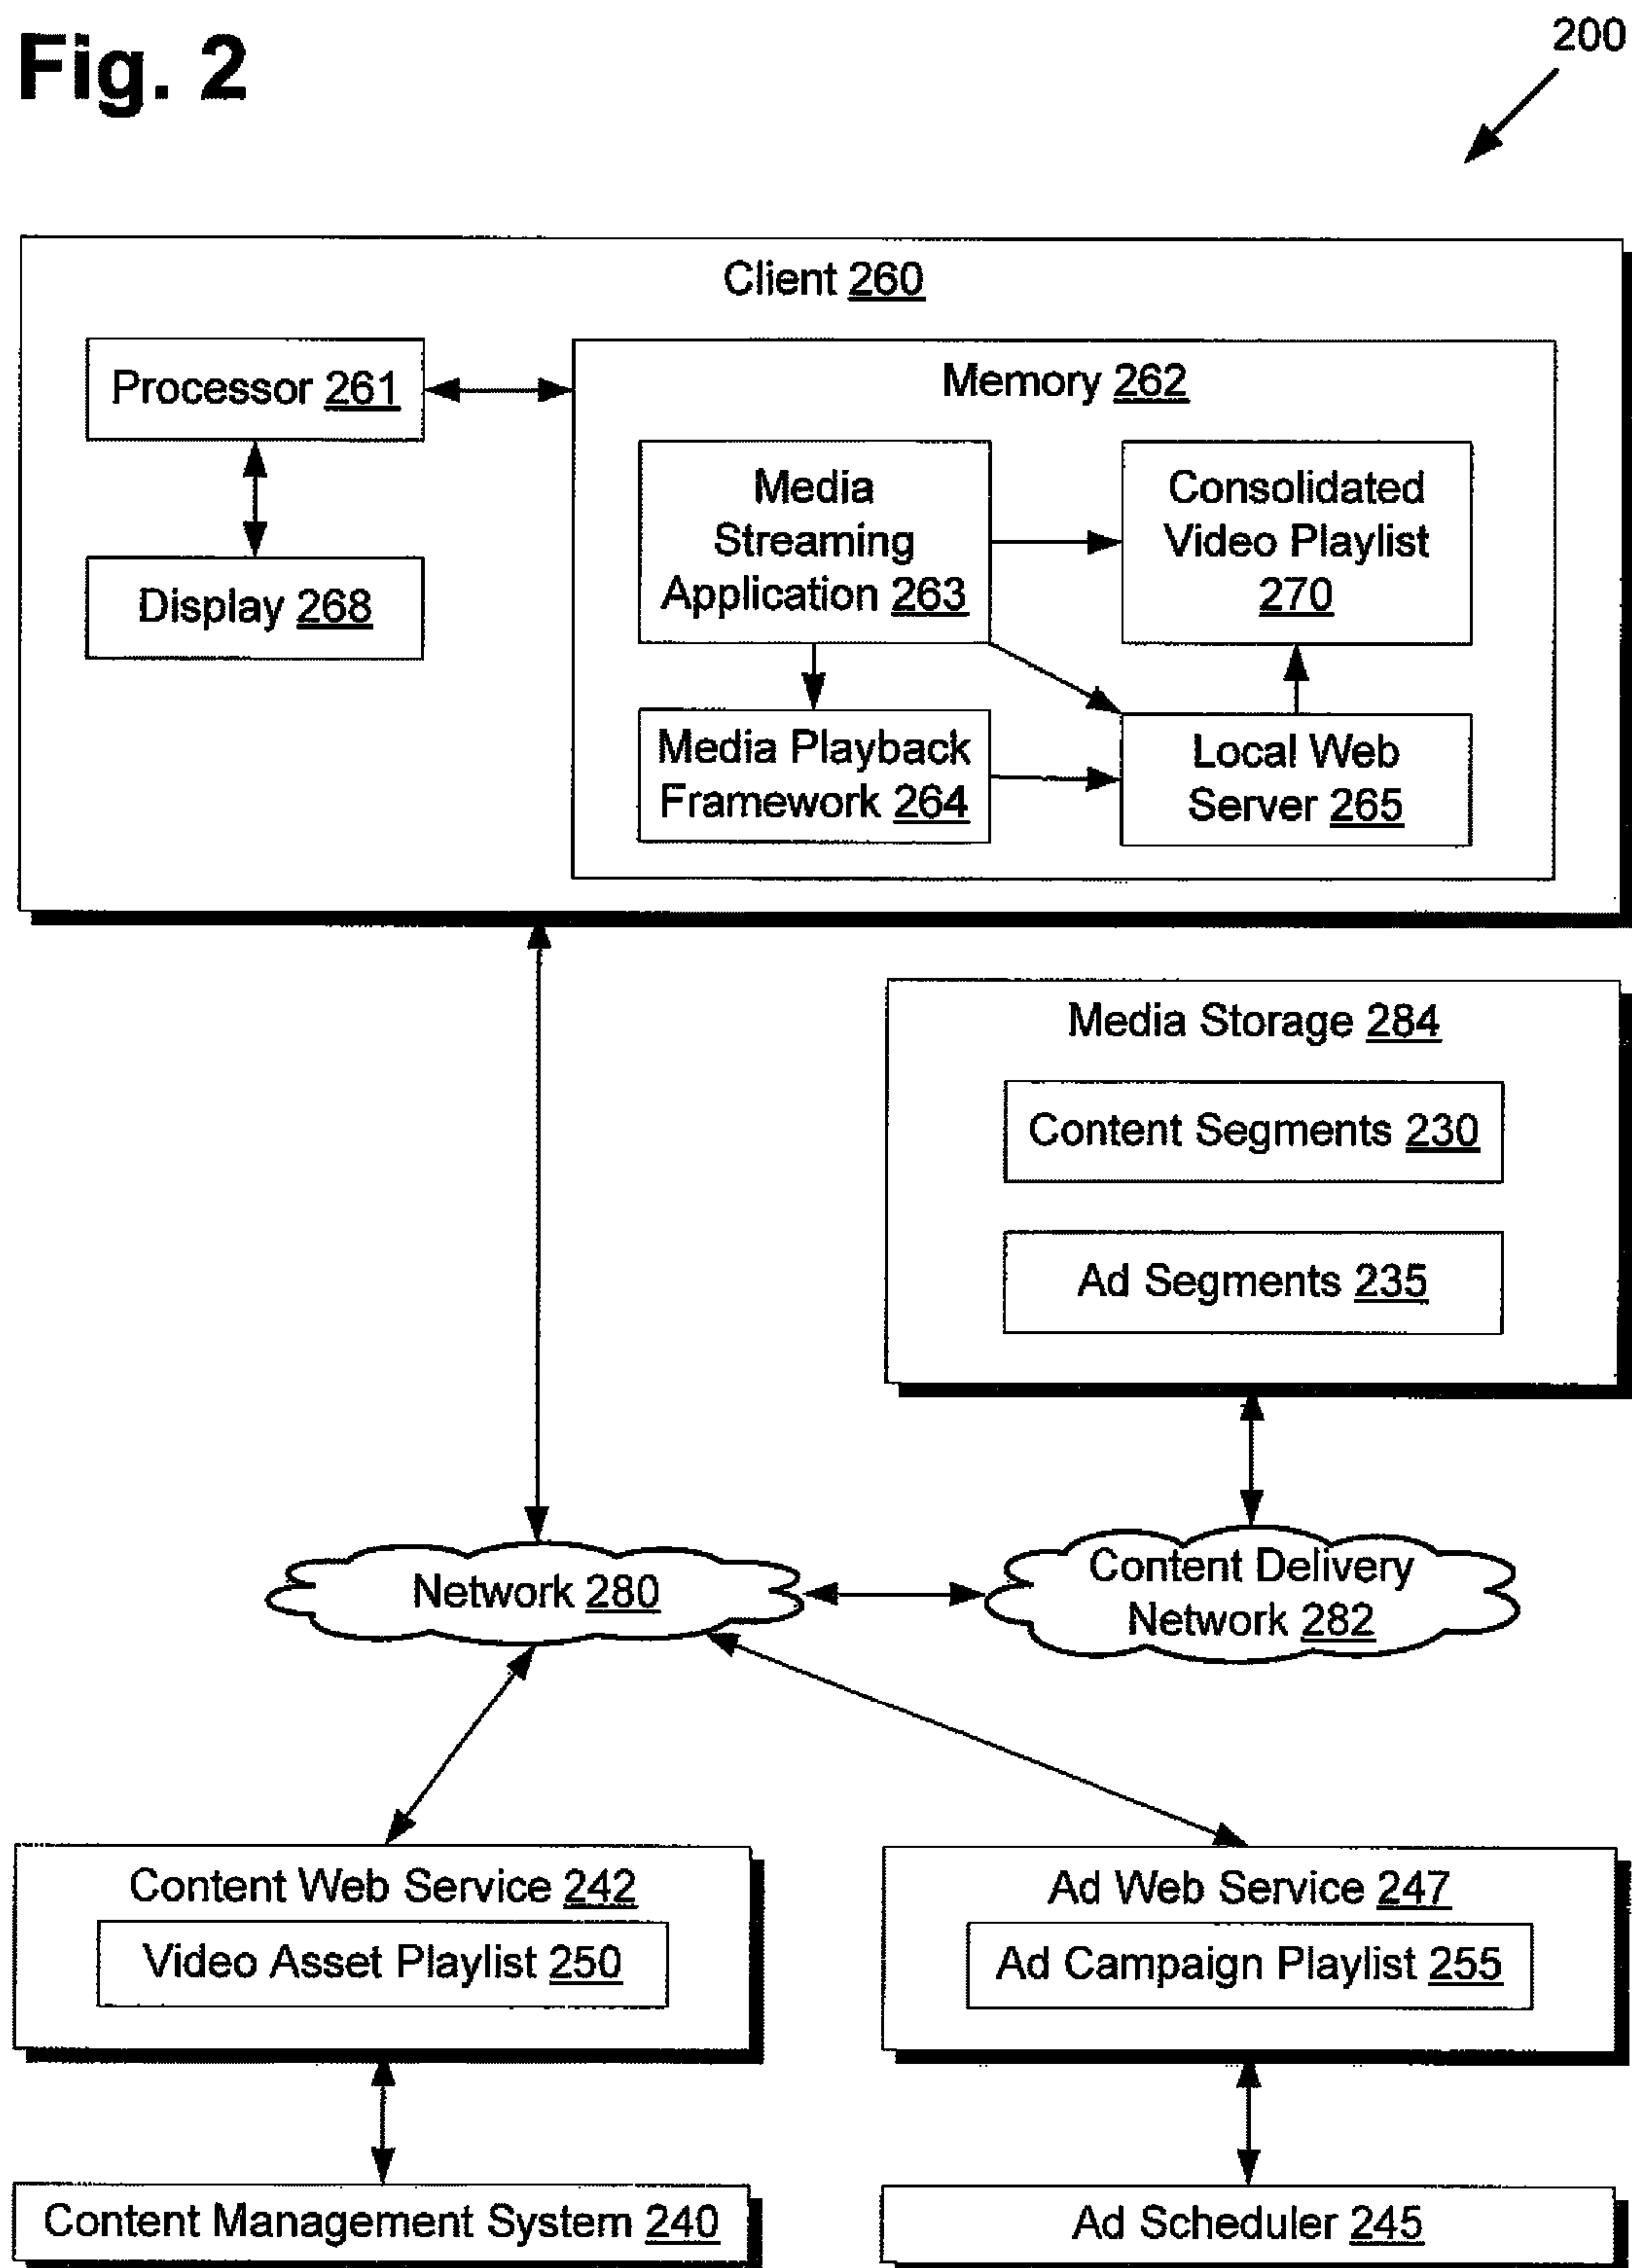 Fig. 2
200
Client 260
Processor 261
Memory 262
Media
Streaming
Application 263
Consolidated
Video Playlist
270
Display 268
Media Playback
Framework 264
Local Web
Server 265
Media Storage 284
Content Segments 230
Ad Segments 235
Network 280
Content Delivery
Network 282
Content Web Service 242
Video Asset Playlist 250
Ad Web Service 247
Ad Campaign Playlist 255
Content Management System 240
Ad Scheduler 245